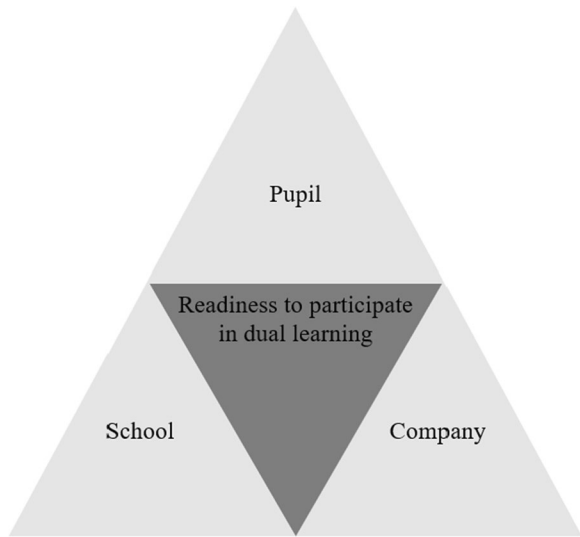 Pupil
Readiness to participate
in dual learning
School
Company